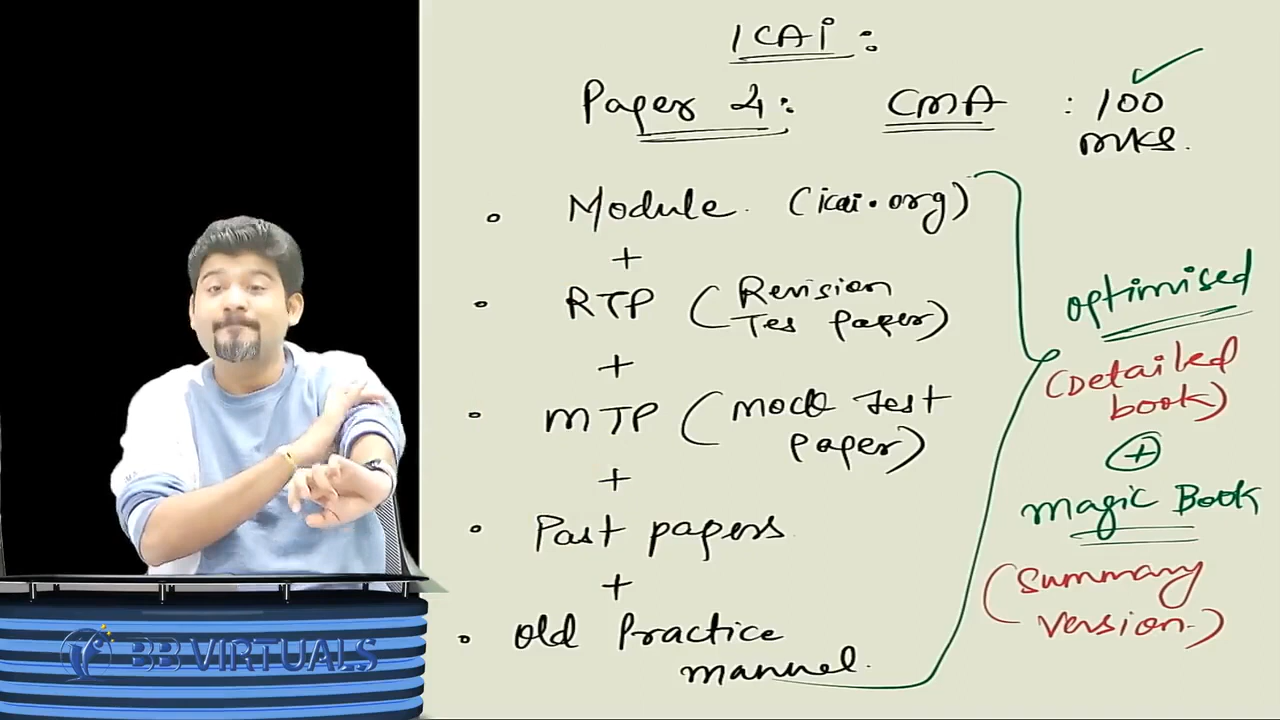 ICAI :
Paper 4 : CMA : 100
mks.
• Module. (icai.org)
+
• RTP (Revision
Tes paper)
+
• MTP (Mock Test
paper)
+
• Past papers
+
• Old Practice
mannel.
optimised
(Detailed
book)
+
Magic Book
(Summary
Version.)
BB VIRTUALS